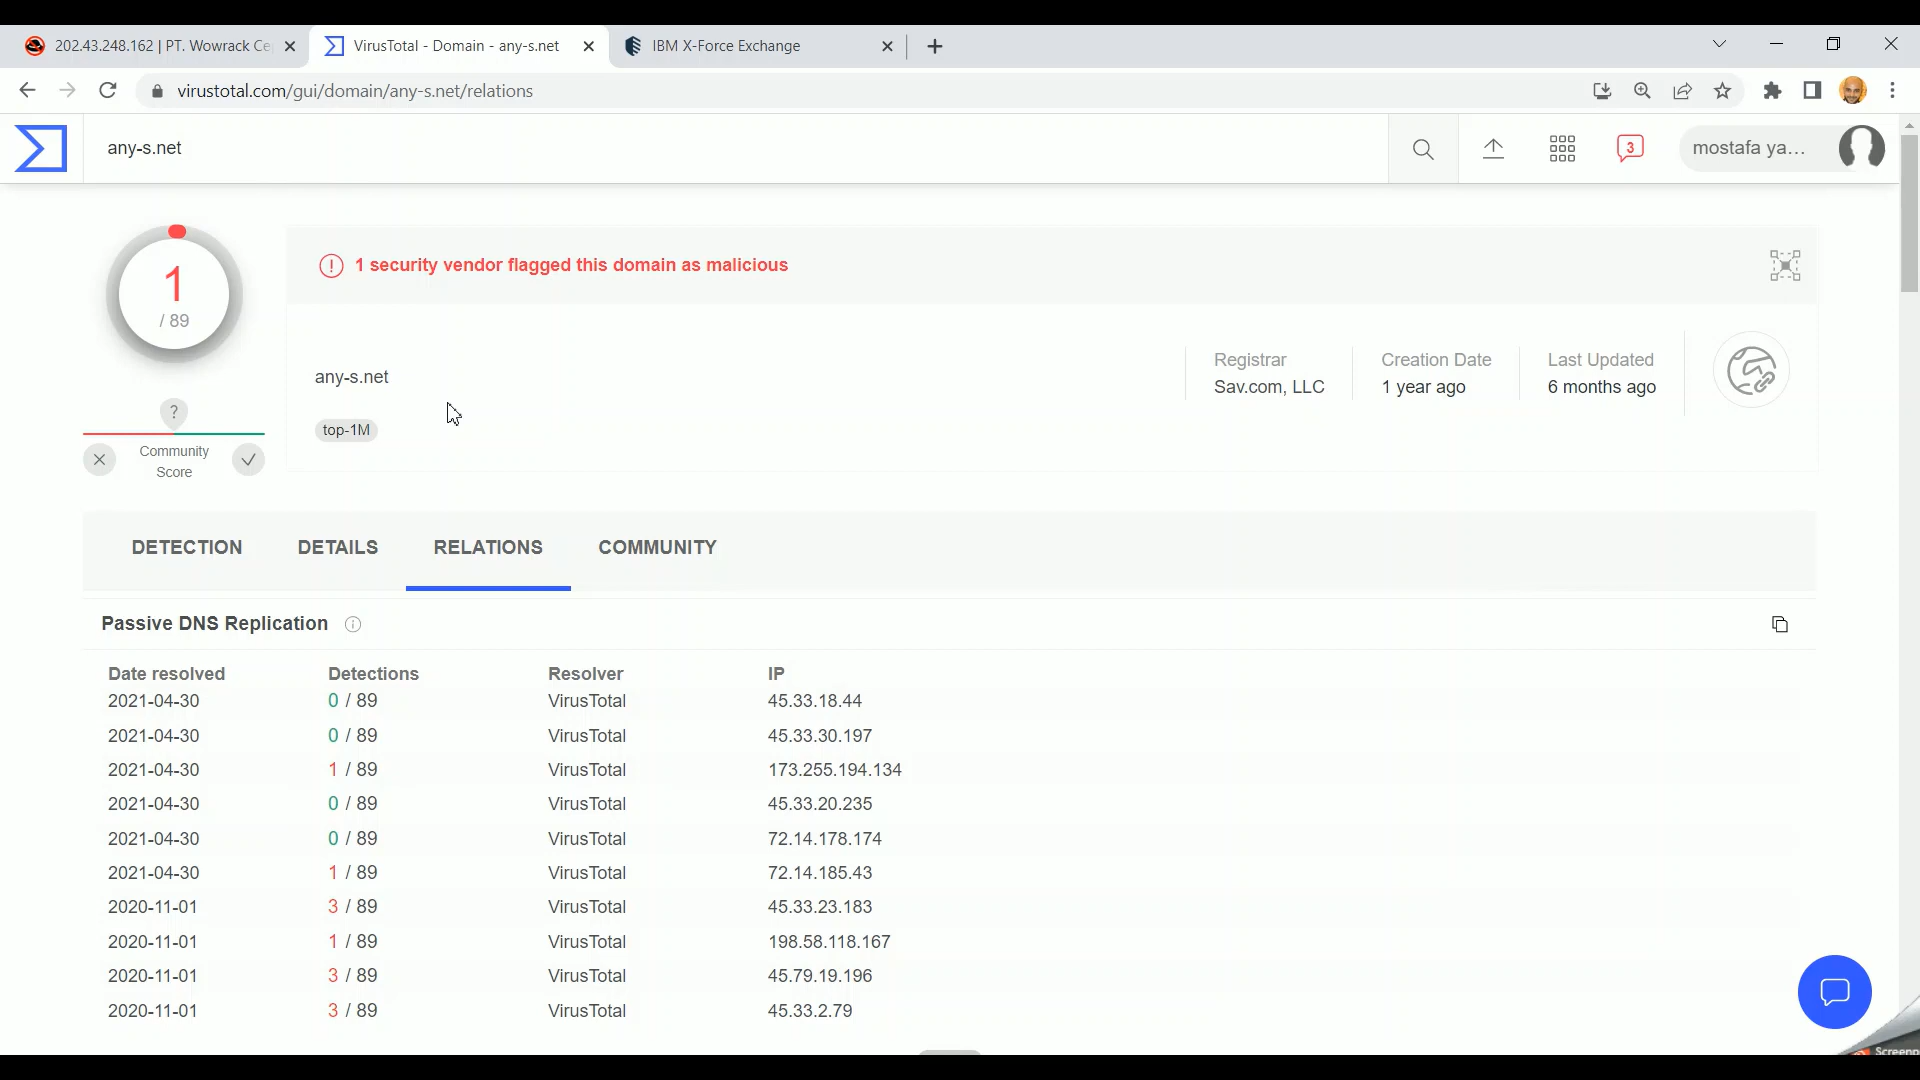 202.43.248.162 | PT. Wowrack Ce
VirusTotal - Domain - any-s.net
IBM X-Force Exchange
virustotal.com/gui/domain/any-s.net/relations
any-s.net
3
mostafa ya...
1
/ 89
1 security vendor flagged this domain as malicious
any-s.net
top-1M
Registrar
Sav.com, LLC
Creation Date
1 year ago
Last Updated
6 months ago
?
Community
Score
DETECTION
DETAILS
RELATIONS
COMMUNITY
Passive DNS Replication
Date resolved Detections Resolver IP
2021-04-30 0 / 89 VirusTotal 45.33.18.44
2021-04-30 0 / 89 VirusTotal 45.33.30.197
2021-04-30 1 / 89 VirusTotal 173.255.194.134
2021-04-30 0 / 89 VirusTotal 45.33.20.235
2021-04-30 0 / 89 VirusTotal 72.14.178.174
2021-04-30 1 / 89 VirusTotal 72.14.185.43
2020-11-01 3 / 89 VirusTotal 45.33.23.183
2020-11-01 1 / 89 VirusTotal 198.58.118.167
2020-11-01 3 / 89 VirusTotal 45.79.19.196
2020-11-01 3 / 89 VirusTotal 45.33.2.79